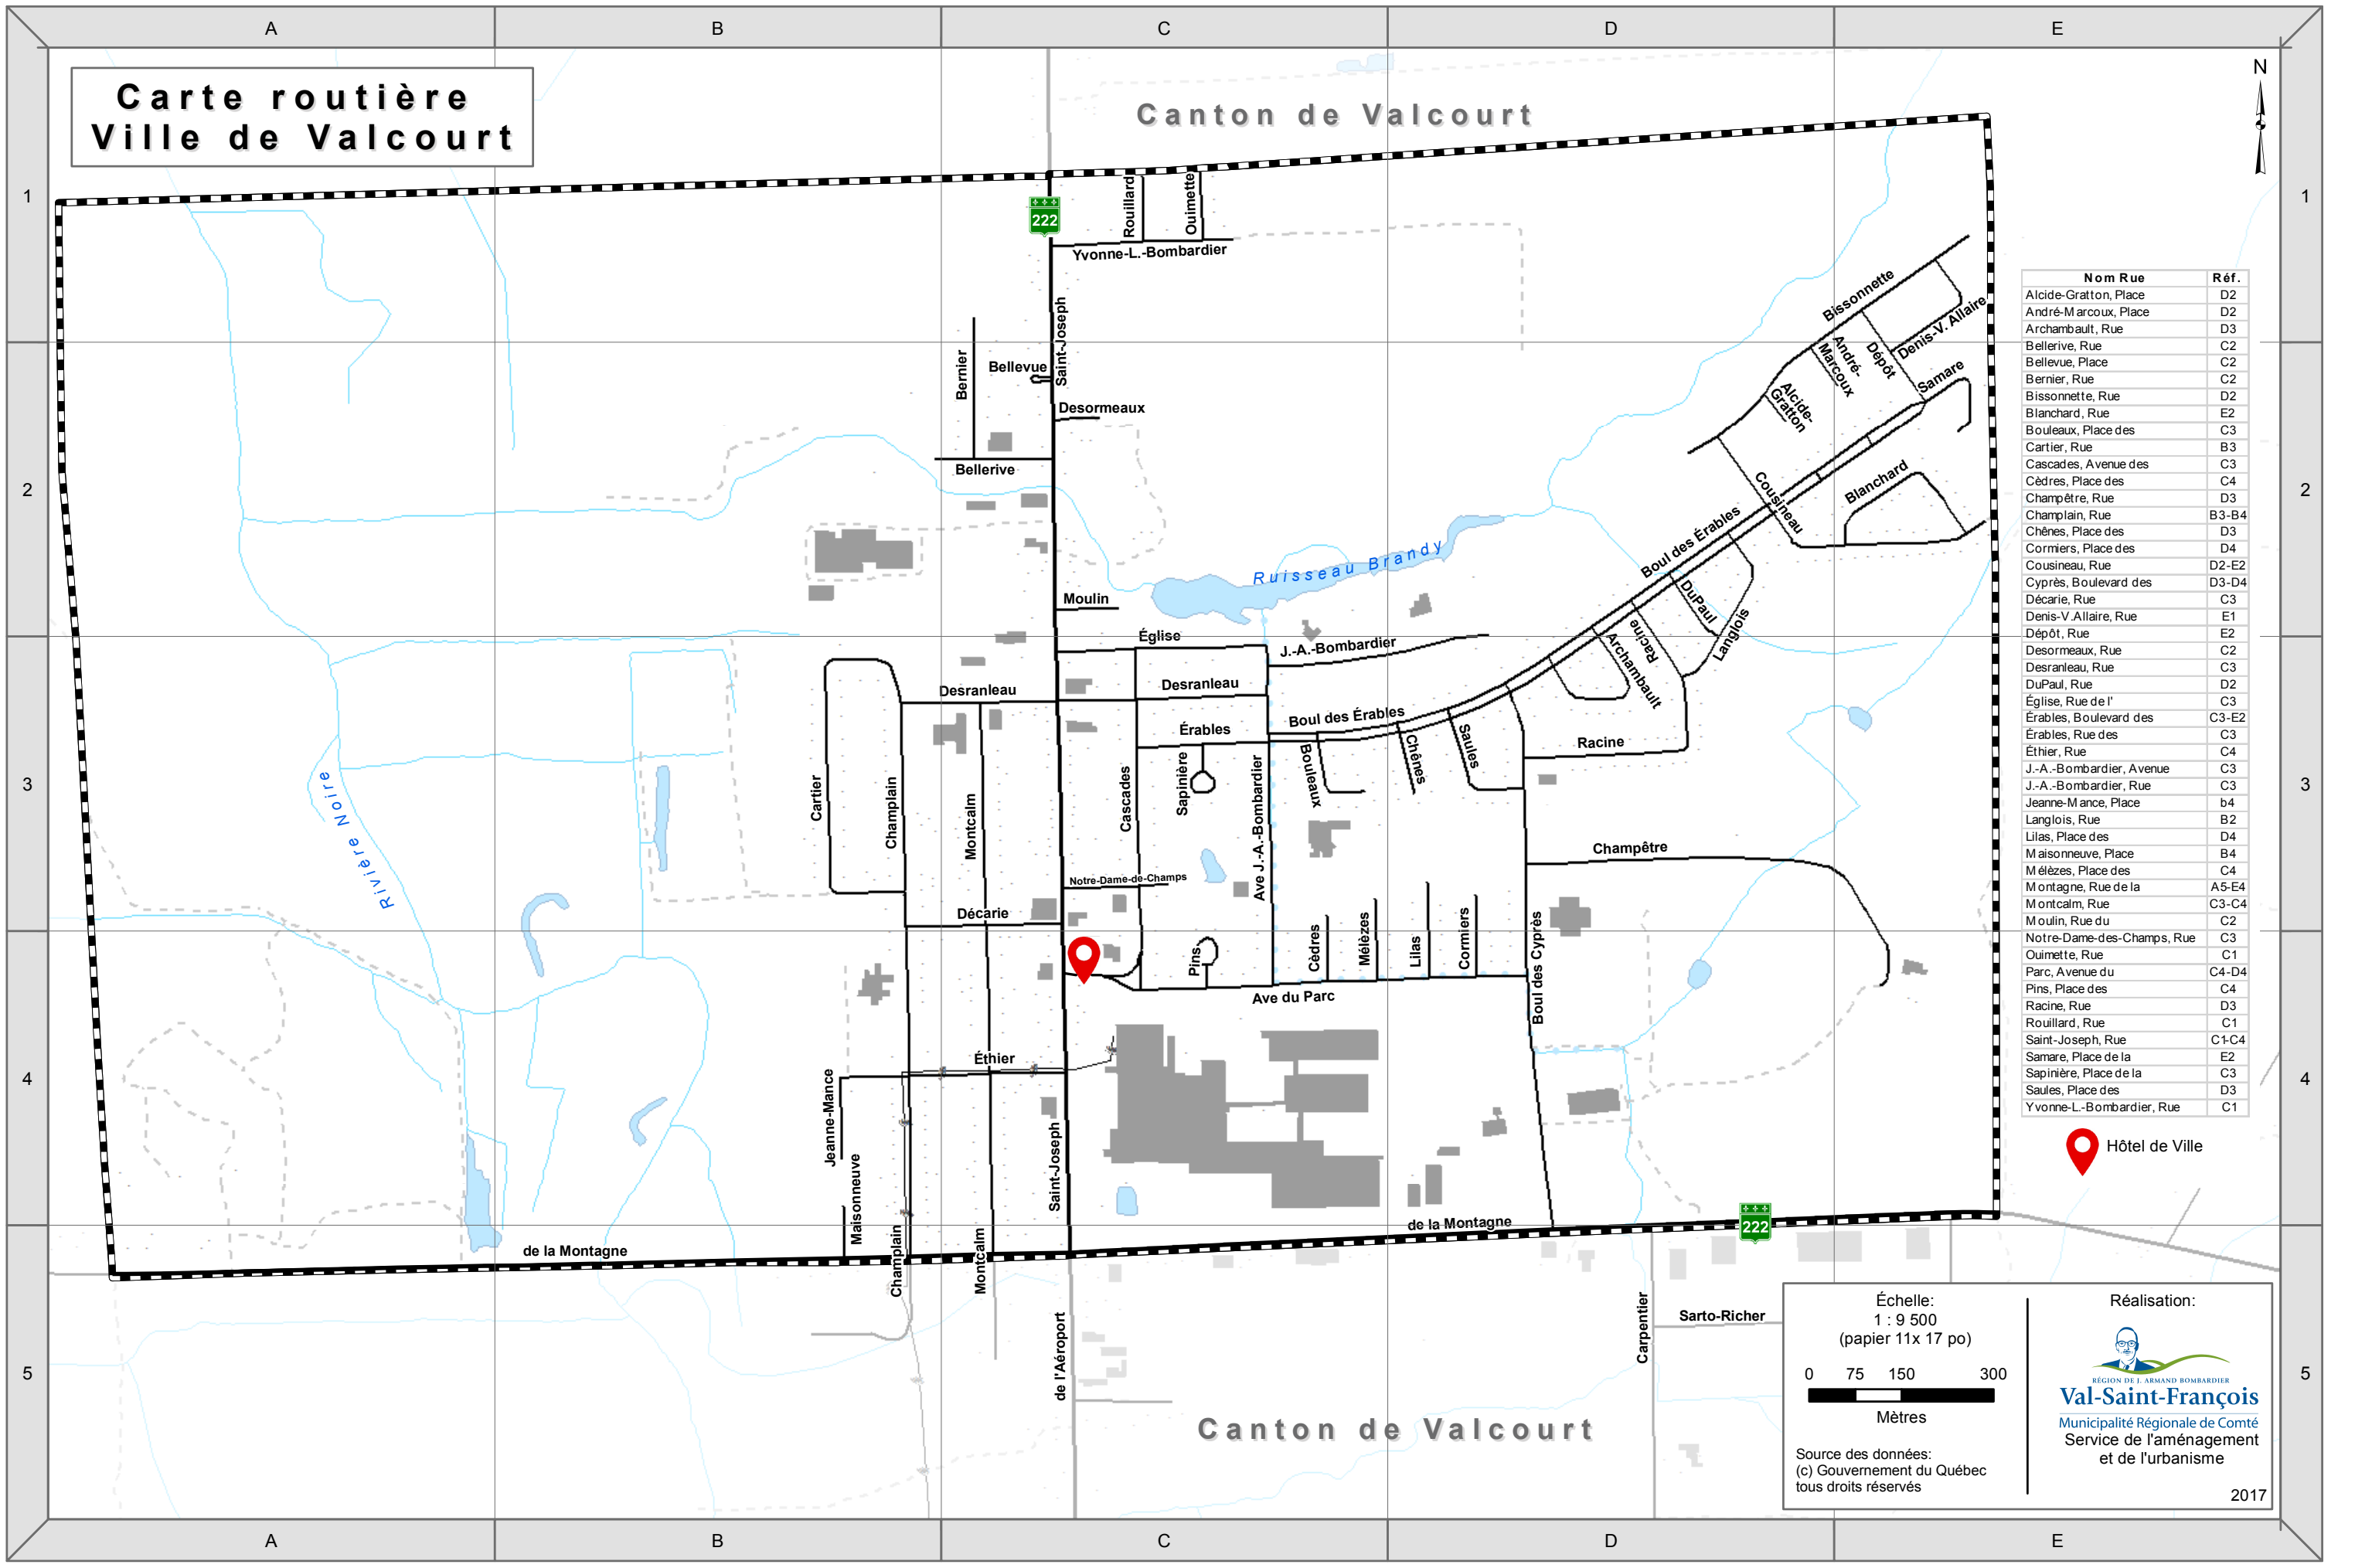 A B C D E
Carte routière
Ville de Valcourt
Canton de Valcourt
N
1
1
222
Rouillard
Ouimette
Yvonne-L.-Bombardier
Saint-Joseph
Bernier
Bellevue
Desormeaux
Bellerive
Bissonnette
Denis-V. Allaire
André-
Marcoux
Dépôt
Alcide-
Gratton
Samare
Blanchard
Cousineau
2
2
Boul des Érables
Ruisseau Brandy
Moulin
DuPaul
Langlois
Racine
Archambault
Église
J.-A.-Bombardier
Desranleau
Desranleau
Érables
Boul des Érables
Racine
3
3
Rivière Noire
Cartier
Champlain
Montcalm
Cascades
Sapinière
Ave J.-A.-Bombardier
Bouleaux
Chênes
Saules
Champêtre
Notre-Dame-de-Champs
Décarie
Pins
Cèdres
Mélèzes
Lilas
Cormiers
Boul des Cyprès
Ave du Parc
4
4
Éthier
Jeanne-Mance
Maisonneuve
Saint-Joseph
de la Montagne
222
de la Montagne
Champlain
Montcalm
de l'Aéroport
Carpentier
Sarto-Richer
Canton de Valcourt
5
5
Nom Rue Réf.
Alcide-Gratton, Place D2
André-Marcoux, Place D2
Archambault, Rue D3
Bellerive, Rue C2
Bellevue, Place C2
Bernier, Rue C2
Bissonnette, Rue D2
Blanchard, Rue E2
Bouleaux, Place des C3
Cartier, Rue B3
Cascades, Avenue des C3
Cèdres, Place des C4
Champêtre, Rue D3
Champlain, Rue B3-B4
Chênes, Place des D3
Cormiers, Place des D4
Cousineau, Rue D2-E2
Cyprès, Boulevard des D3-D4
Décarie, Rue C3
Denis-V.Allaire, Rue E1
Dépôt, Rue E2
Desormeaux, Rue C2
Desranleau, Rue C3
DuPaul, Rue D2
Église, Rue de l' C3
Érables, Boulevard des C3-E2
Érables, Rue des C3
Éthier, Rue C4
J.-A.-Bombardier, Avenue C3
J.-A.-Bombardier, Rue C3
Jeanne-Mance, Place b4
Langlois, Rue B2
Lilas, Place des D4
Maisonneuve, Place B4
Mélèzes, Place des C4
Montagne, Rue de la A5-E4
Montcalm, Rue C3-C4
Moulin, Rue du C2
Notre-Dame-des-Champs, Rue C3
Ouimette, Rue C1
Parc, Avenue du C4-D4
Pins, Place des C4
Racine, Rue D3
Rouillard, Rue C1
Saint-Joseph, Rue C1-C4
Samare, Place de la E2
Sapinière, Place de la C3
Saules, Place des D3
Yvonne-L.-Bombardier, Rue C1
Hôtel de Ville
Échelle:
1 : 9 500
(papier 11x 17 po)
0 75 150 300
Mètres
Source des données:
(c) Gouvernement du Québec
tous droits réservés
Réalisation:
RÉGION DE J. ARMAND BOMBARDIER
Val-Saint-François
Municipalité Régionale de Comté
Service de l'aménagement
et de l'urbanisme
2017
A B C D E